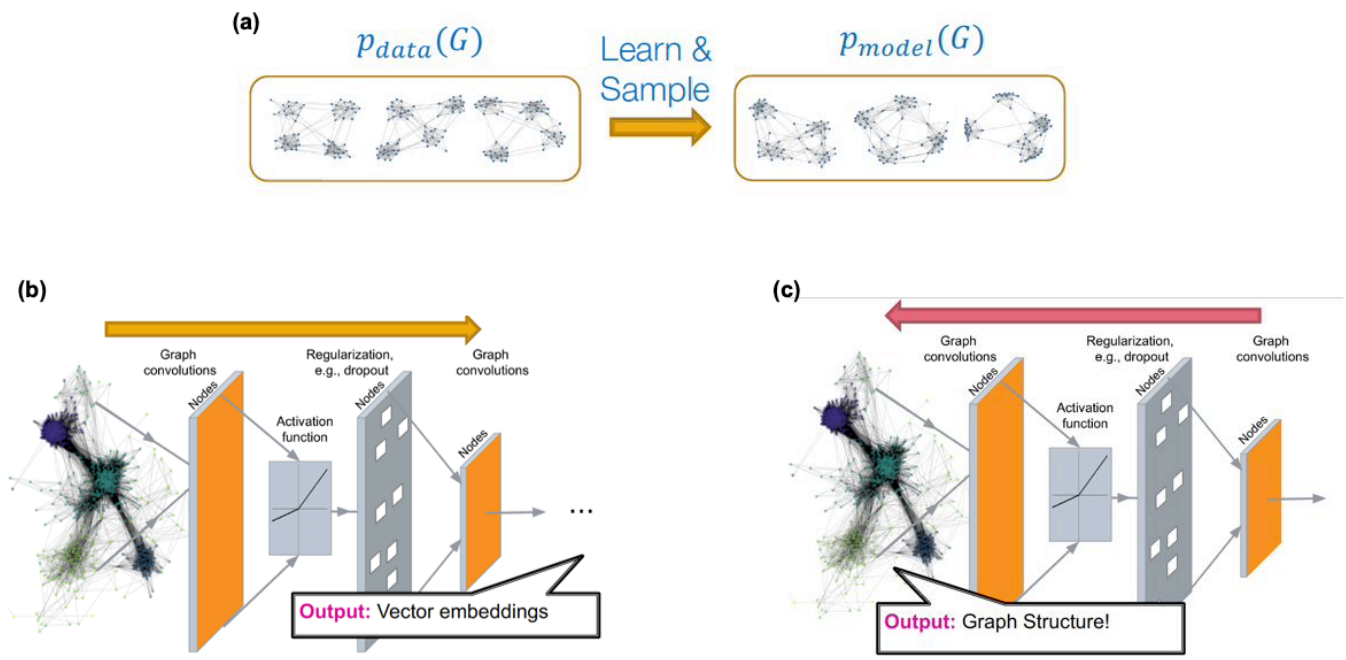 (a)
p_data(G)
Learn &
Sample
p_model(G)
(b)
Graph
convolutions
Regularization,
e.g., dropout
Graph
convolutions
Nodes
Activation
function
Nodes
Nodes
...
Output: Vector embeddings
(c)
Graph
convolutions
Regularization,
e.g., dropout
Graph
convolutions
Nodes
Activation
function
Nodes
Nodes
Output: Graph Structure!